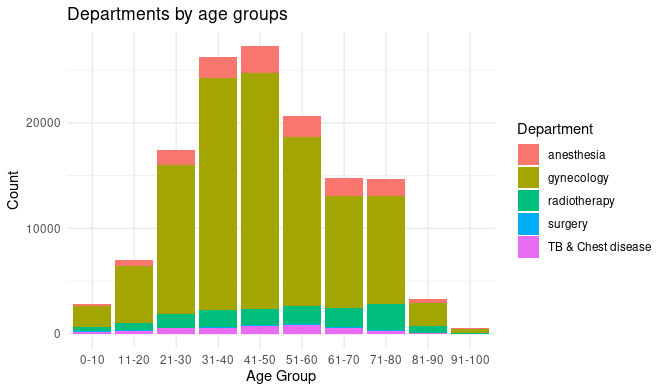 Departments by age groups
Count
20000
10000
0
0-10 11-20 21-30 31-40 41-50 51-60 61-70 71-80 81-90 91-100
Age Group
Department
anesthesia
gynecology
radiotherapy
surgery
TB & Chest disease